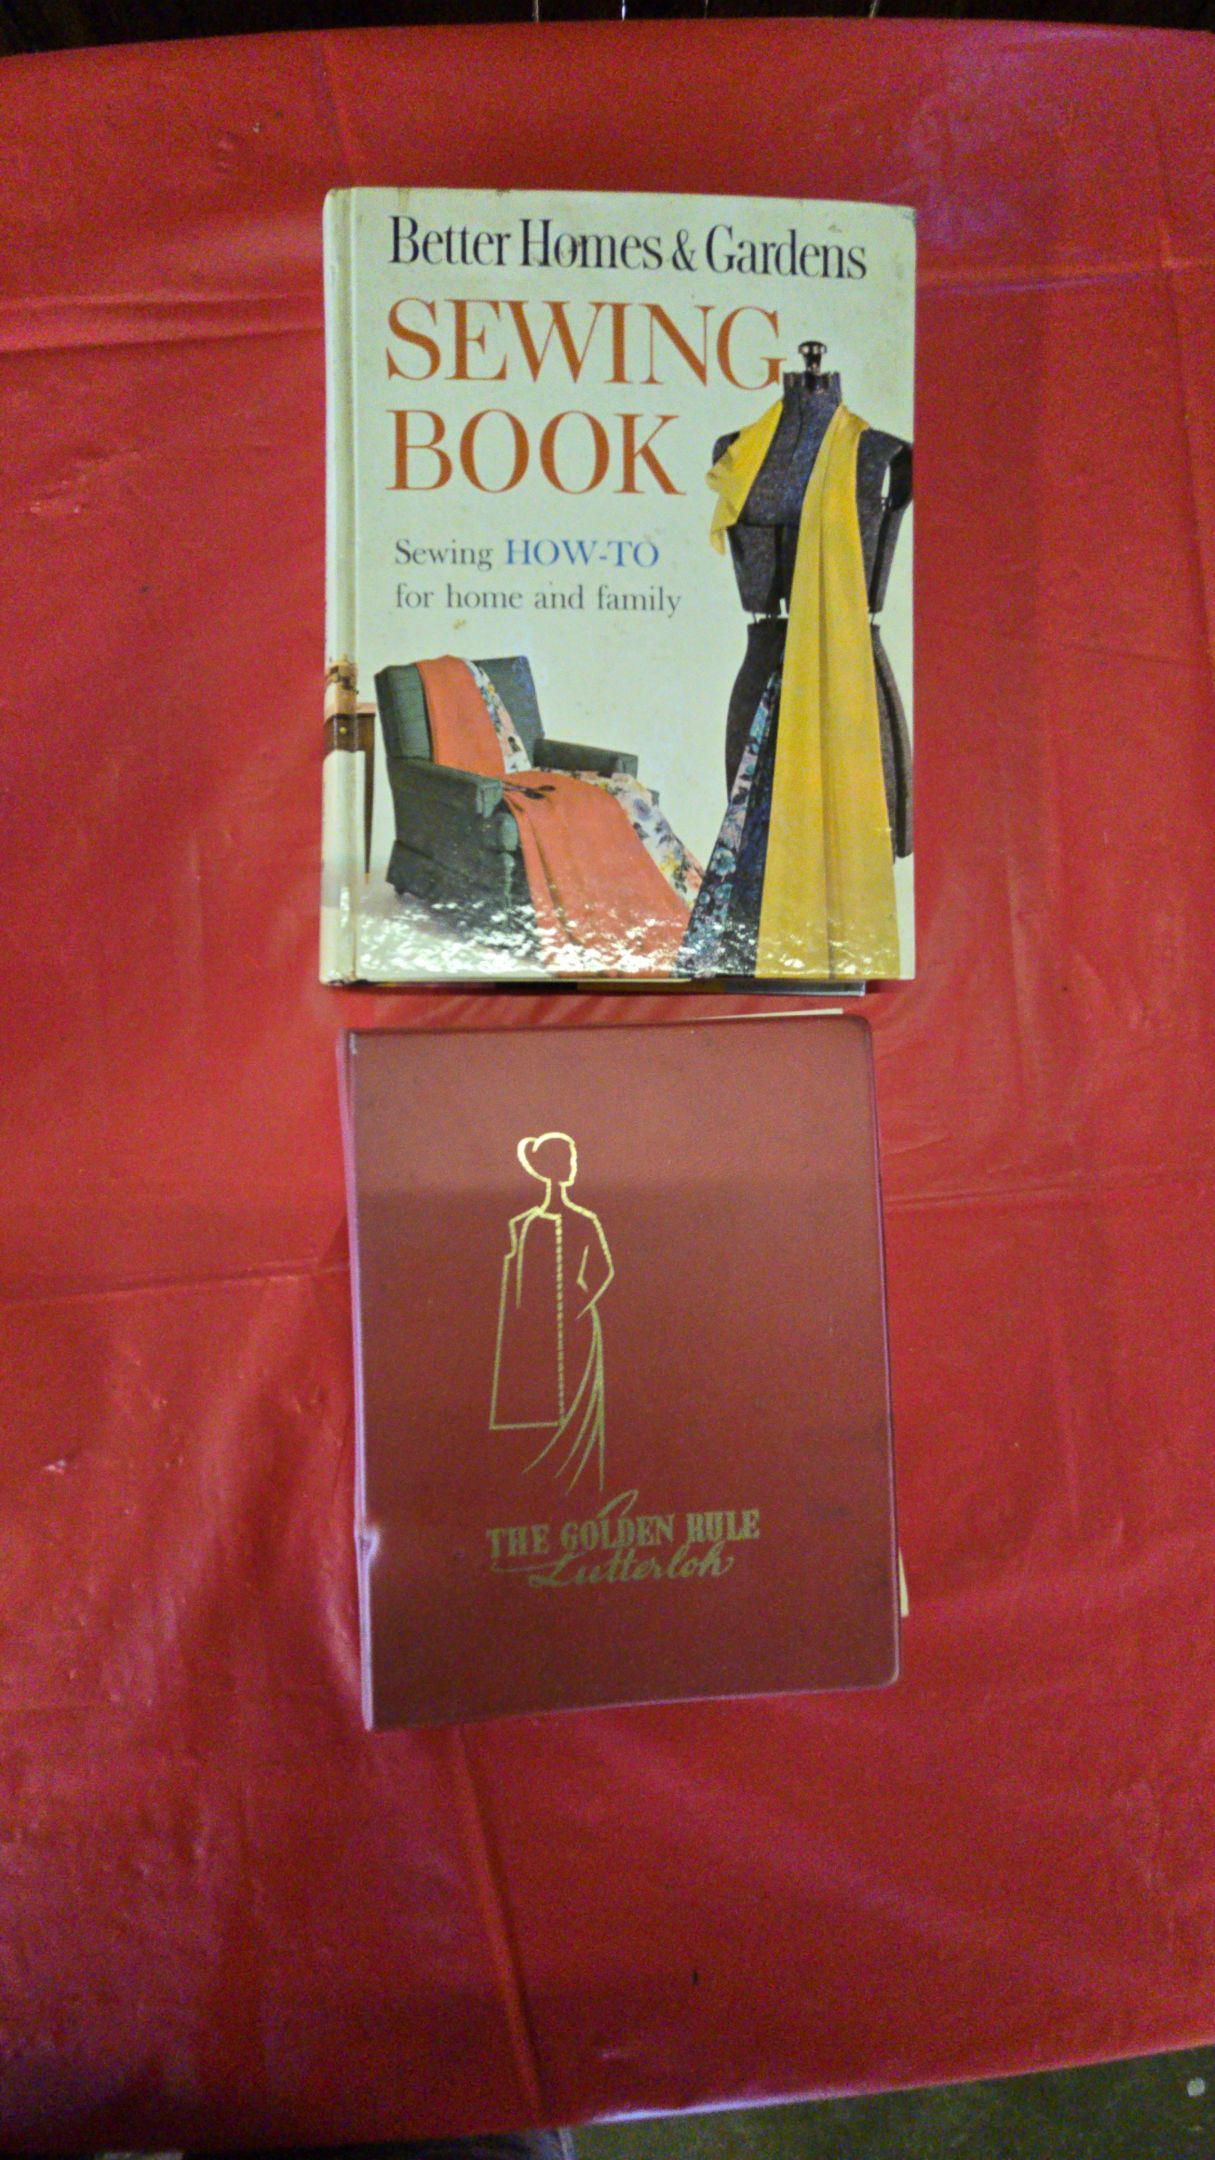 Better Homes & Gardens
SEWING
BOOK
Sewing HOW-TO
for home and family
THE GOLDEN RULE
Lutterloh